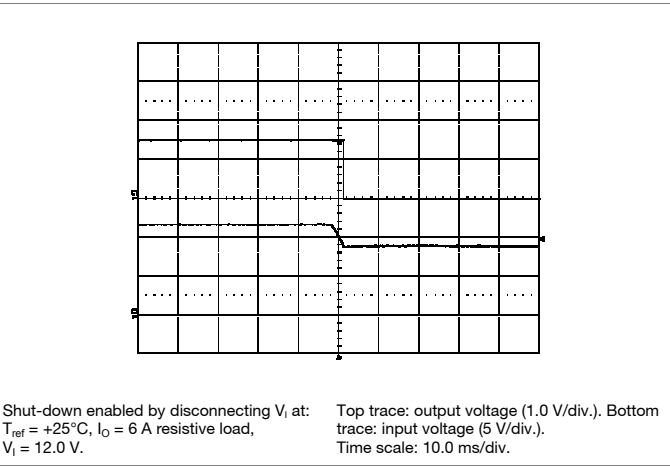 Shut-down enabled by disconnecting VI at:
Tref = +25°C, IO = 6 A resistive load,
VI = 12.0 V.
Top trace: output voltage (1.0 V/div.). Bottom
trace: input voltage (5 V/div.).
Time scale: 10.0 ms/div.